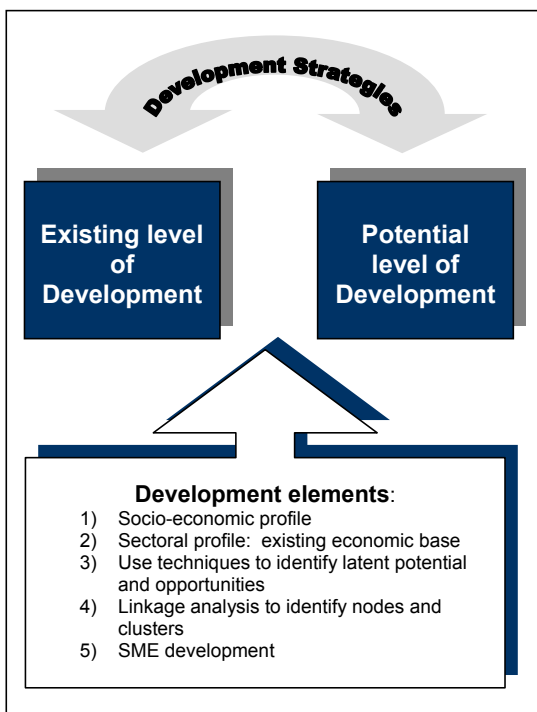 Development Strategies
Existing level
of
Development
Potential
level of
Development
Development elements:
1) Socio-economic profile
2) Sectoral profile: existing economic base
3) Use techniques to identify latent potential
and opportunities
4) Linkage analysis to identify nodes and
clusters
5) SME development